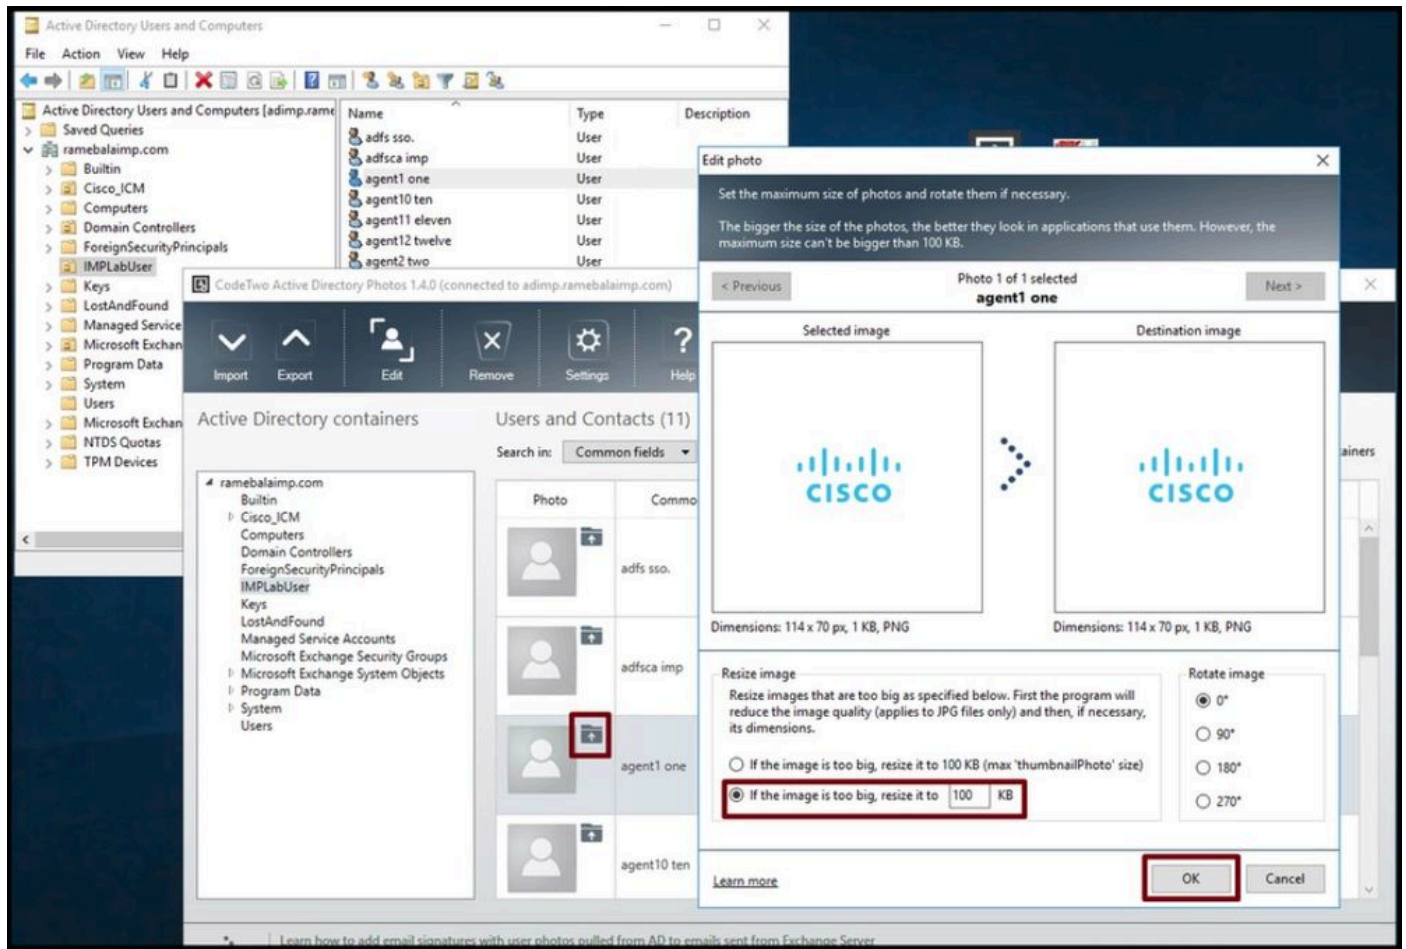 Active Directory Users and Computers
File Action View Help
Active Directory Users and Computers [adimp.rame
Saved Queries
ramebalaimp.com
Builtin
Cisco_ICM
Computers
Domain Controllers
ForeignSecurityPrincipals
IMPLabUser
Keys
LostAndFound
Managed Service
Microsoft Exchan
Program Data
System
Users
Microsoft Exchan
NTDS Quotas
TPM Devices
Name Type Description
adfs sso. User
adfsca imp User
agent1 one User
agent10 ten User
agent11 eleven User
agent12 twelve User
agent2 two User
CodeTwo Active Directory Photos 1.4.0 (connected to adimp.ramebalaimp.com)
Import Export Edit Remove Settings Help
Active Directory containers
ramebalaimp.com
Builtin
Cisco_ICM
Computers
Domain Controllers
ForeignSecurityPrincipals
IMPLabUser
Keys
LostAndFound
Managed Service Accounts
Microsoft Exchange Security Groups
Microsoft Exchange System Objects
Program Data
System
Users
Users and Contacts (11)
Search in: Common fields
ainers
Photo Commo
adfs sso.
adfsca imp
agent1 one
agent10 ten
Learn how to add email signatures with user photos pulled from AD to emails sent from Exchange Server
Edit photo
Set the maximum size of photos and rotate them if necessary.
The bigger the size of the photos, the better they look in applications that use them. However, the
maximum size can't be bigger than 100 KB.
< Previous
Photo 1 of 1 selected
agent1 one
Next >
Selected image
CISCO
Dimensions: 114 x 70 px, 1 KB, PNG
Destination image
CISCO
Dimensions: 114 x 70 px, 1 KB, PNG
Resize image
Resize images that are too big as specified below. First the program will
reduce the image quality (applies to JPG files only) and then, if necessary,
its dimensions.
If the image is too big, resize it to 100 KB (max 'thumbnailPhoto' size)
If the image is too big, resize it to 100 KB
Rotate image
0°
90°
180°
270°
Learn more
OK
Cancel